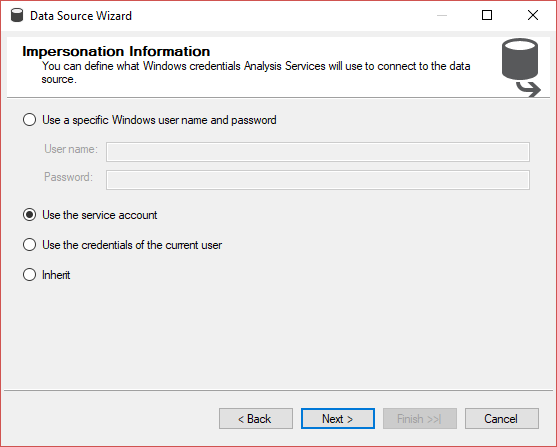 Data Source Wizard
Impersonation Information
You can define what Windows credentials Analysis Services will use to connect to the data
source.
Use a specific Windows user name and password
User name:
Password:
Use the service account
Use the credentials of the current user
Inherit
< Back
Next >
Finish >>|
Cancel